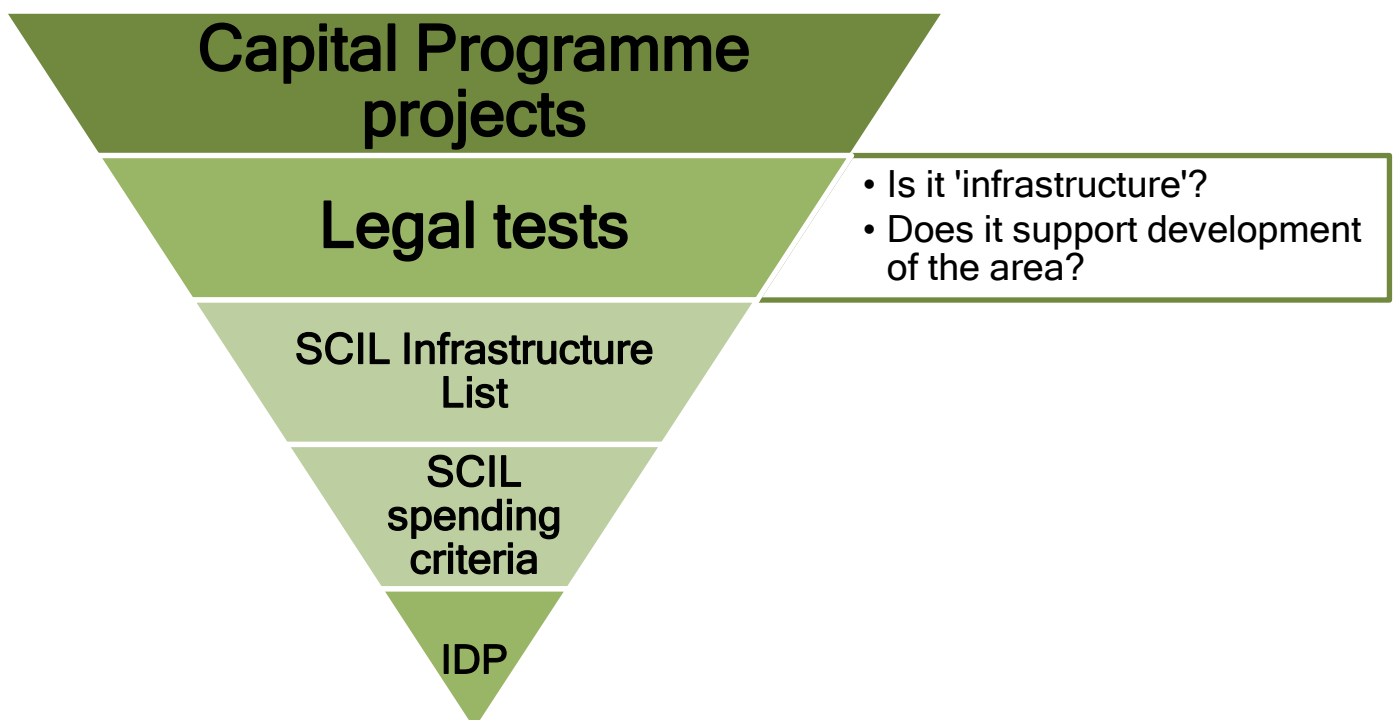 Capital Programme
projects
Legal tests
• Is it 'infrastructure'?
• Does it support development
of the area?
SCIL Infrastructure
List
SCIL
spending
criteria
IDP